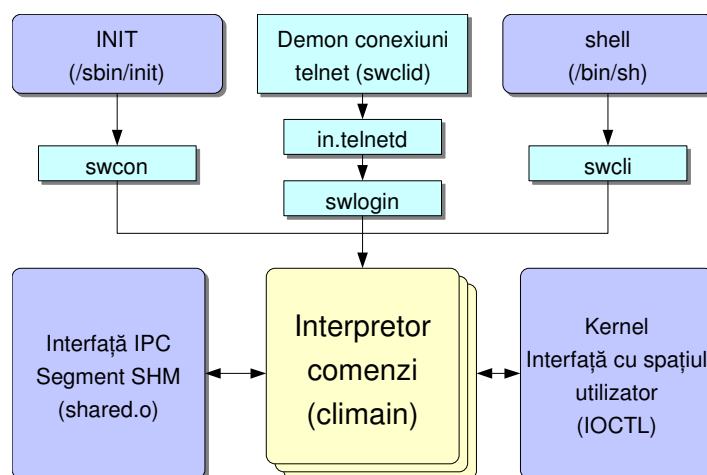 INIT
(/sbin/init)
Demon conexiuni
telnet (swclid)
shell
(/bin/sh)
in.telnetd
swcon
swcli
swlogin
Interfață IPC
Segment SHM
(shared.o)
Interpretor
comenzi
(climain)
Kernel
Interfață cu spațiul
utilizator
(IOCTL)